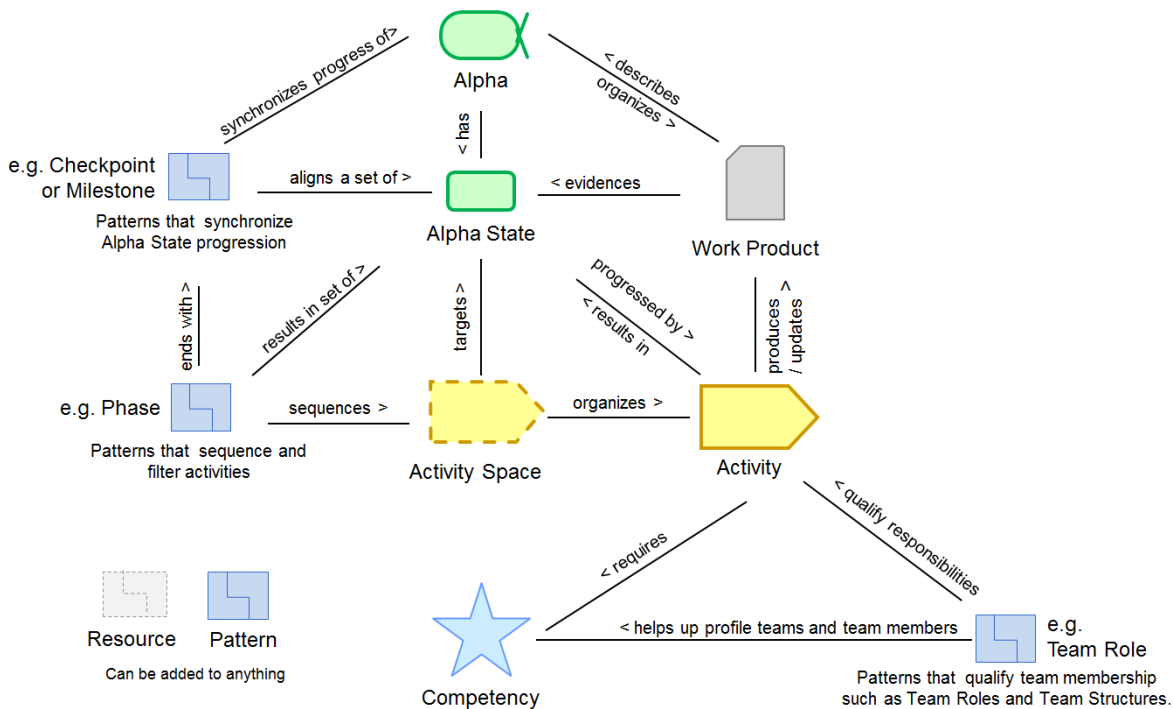 synchronizes progress of>
Alpha
< describes
organizes >
< has
e.g. Checkpoint
or Milestone
aligns a set of >
< evidences
Patterns that synchronize
Alpha State progression
Alpha State
Work Product
ends with >
results in set of >
targets >
progressed by >
< results in
produces >
/ updates
e.g. Phase
sequences >
organizes >
Patterns that sequence and
filter activities
Activity Space
Activity
< requires
< qualify responsibilities
Resource
Pattern
Can be added to anything
< helps up profile teams and team members
Competency
e.g.
Team Role
Patterns that qualify team membership
such as Team Roles and Team Structures.